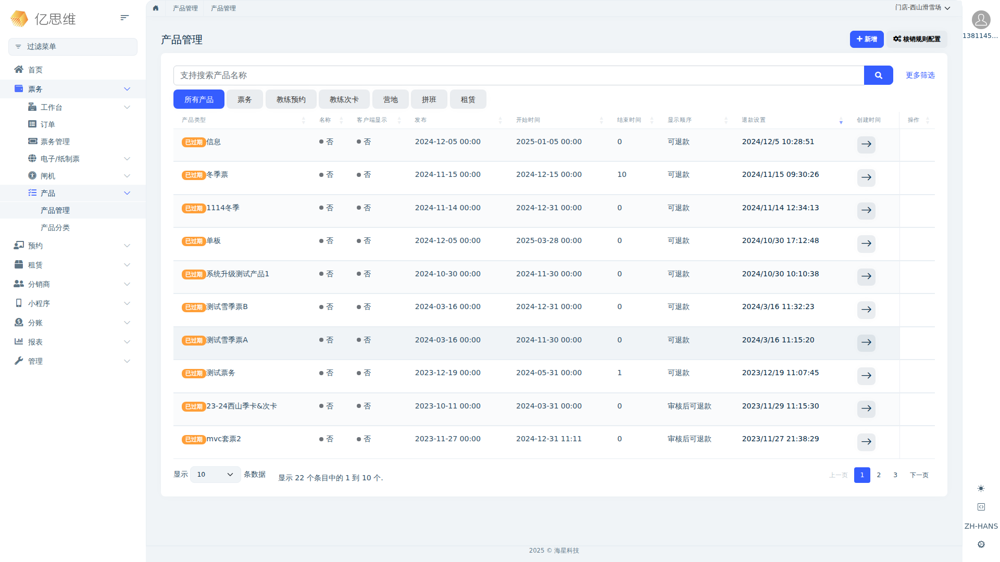 亿思维
过滤菜单
首页
票务
工作台
订单
票务管理
电子/纸制票
闸机
产品
产品管理
产品分类
预约
租赁
分销商
小程序
分账
报表
管理
产品管理 产品管理
门店-西山滑雪场
产品管理
新增 核销规则配置
支持搜索产品名称
更多筛选
所有产品 票务 教练预约 教练次卡 营地 拼班 租赁
产品类型 名称 客户端显示 发布 开始时间 结束时间 显示顺序 退款设置 创建时间 操作
已过期 信息 否 否 2024-12-05 00:00 2025-01-05 00:00 0 可退款 2024/12/5 10:28:51
已过期 冬季票 否 否 2024-11-15 00:00 2024-12-15 00:00 10 可退款 2024/11/15 09:30:26
已过期 1114冬季 否 否 2024-11-14 00:00 2024-12-31 00:00 0 可退款 2024/11/14 12:34:13
已过期 单板 否 否 2024-12-05 00:00 2025-03-28 00:00 0 可退款 2024/10/30 17:12:48
已过期 系统升级测试产品1 否 否 2024-10-30 00:00 2024-11-30 00:00 0 可退款 2024/10/30 10:10:38
已过期 测试雪季票B 否 否 2024-03-16 00:00 2024-12-31 00:00 0 可退款 2024/3/16 11:32:23
已过期 测试雪季票A 否 否 2024-03-16 00:00 2024-11-30 00:00 0 可退款 2024/3/16 11:15:20
已过期 测试票务 否 否 2023-12-19 00:00 2024-05-31 00:00 1 可退款 2023/12/19 11:07:45
已过期 23-24西山季卡&次卡 否 否 2023-10-11 00:00 2024-03-31 00:00 0 审核后可退款 2023/11/29 11:15:30
已过期 mvc套票2 否 否 2023-11-27 00:00 2024-12-31 11:11 0 审核后可退款 2023/11/27 21:38:29
显示 10 条数据 显示 22 个条目中的 1 到 10 个.
上一页 1 2 3 下一页
2025 © 海星科技
1381145...
ZH-HANS